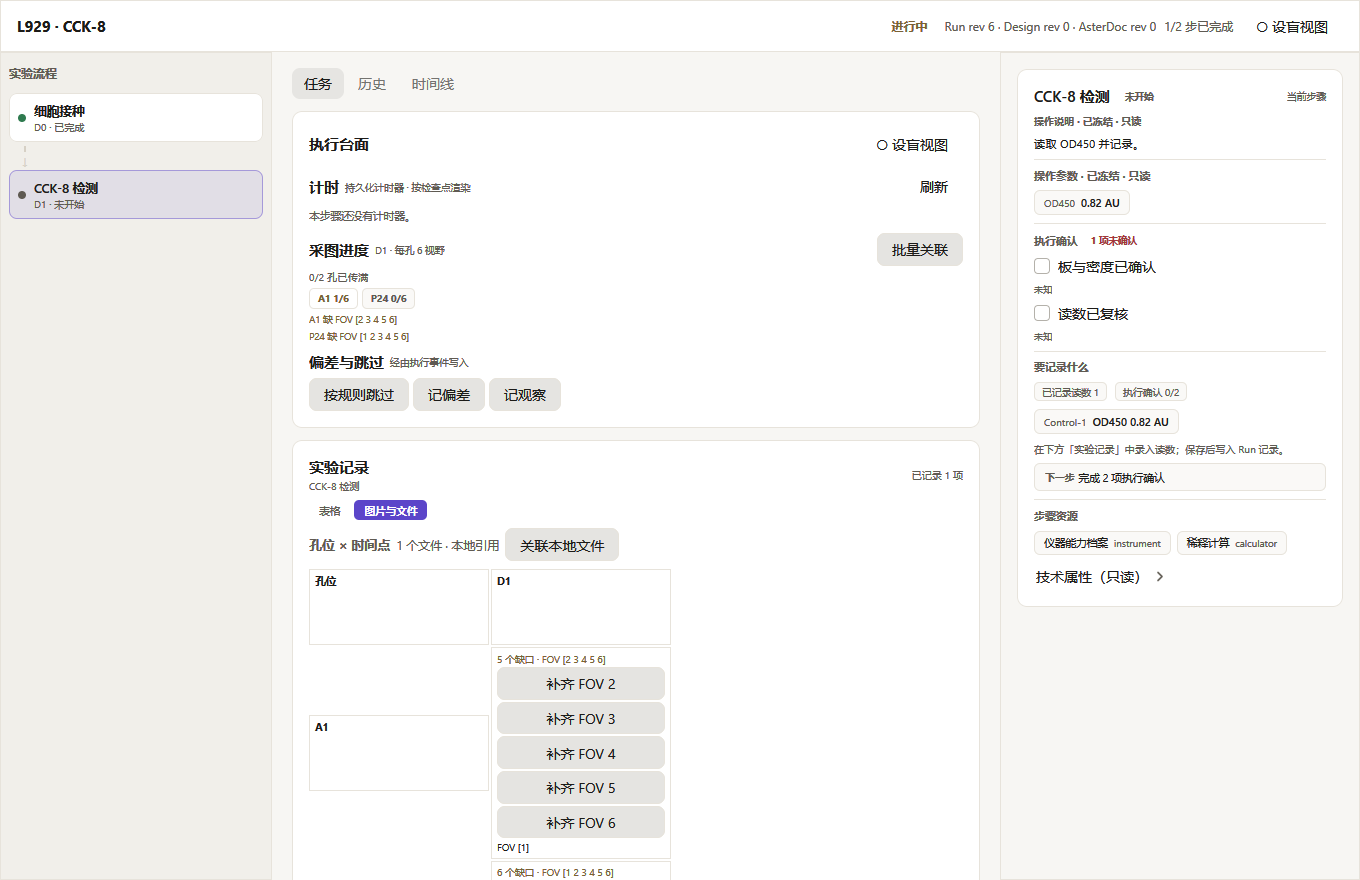 L929 · CCK-8
进行中 Run rev 6 · Design rev 0 · AsterDoc rev 0 1/2 步已完成 设盲视图
实验流程
细胞接种
D0 · 已完成
CCK-8 检测
D1 · 未开始
任务 历史 时间线
执行台面 设盲视图
计时 持久化计时器 · 按检查点渲染 刷新
本步骤还没有计时器。
采图进度 D1 · 每孔 6 视野 批量关联
0/2 孔已传满
A1 1/6 P24 0/6
A1 缺 FOV [2 3 4 5 6]
P24 缺 FOV [1 2 3 4 5 6]
偏差与跳过 经由执行事件写入
按规则跳过 记偏差 记观察
实验记录
CCK-8 检测
已记录 1 项
表格 图片与文件
孔位 × 时间点 1 个文件 · 本地引用 关联本地文件
孔位 D1
5 个缺口 · FOV [2 3 4 5 6]
补齐 FOV 2
补齐 FOV 3
A1
补齐 FOV 4
补齐 FOV 5
补齐 FOV 6
FOV [1]
6 个缺口 · FOV [1 2 3 4 5 6]
CCK-8 检测 未开始 当前步骤
操作说明 · 已冻结 · 只读
读取 OD450 并记录。
操作参数 · 已冻结 · 只读
OD450 0.82 AU
执行确认 1 项未确认
板与密度已确认
未知
读数已复核
未知
要记录什么
已记录读数 1 执行确认 0/2
Control-1 OD450 0.82 AU
在下方「实验记录」中录入读数；保存后写入 Run 记录。
下一步 完成 2 项执行确认
步骤资源
仪器能力档案 instrument 稀释计算 calculator
技术属性（只读）